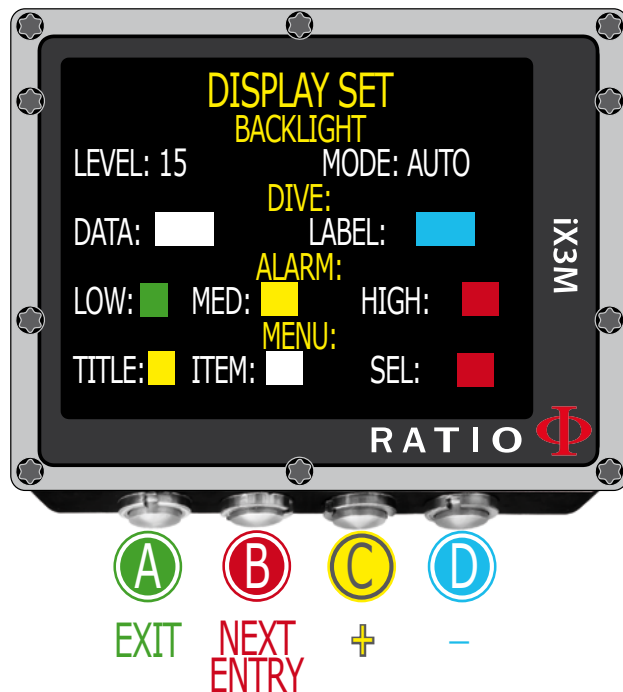 DISPLAY SET
BACKLIGHT
LEVEL: 15 MODE: AUTO
DIVE:
DATA: LABEL:
ALARM:
LOW: MED: HIGH:
MENU:
TITLE: ITEM: SEL:
iX3M
RATIO
A B C D
EXIT NEXT ENTRY + −